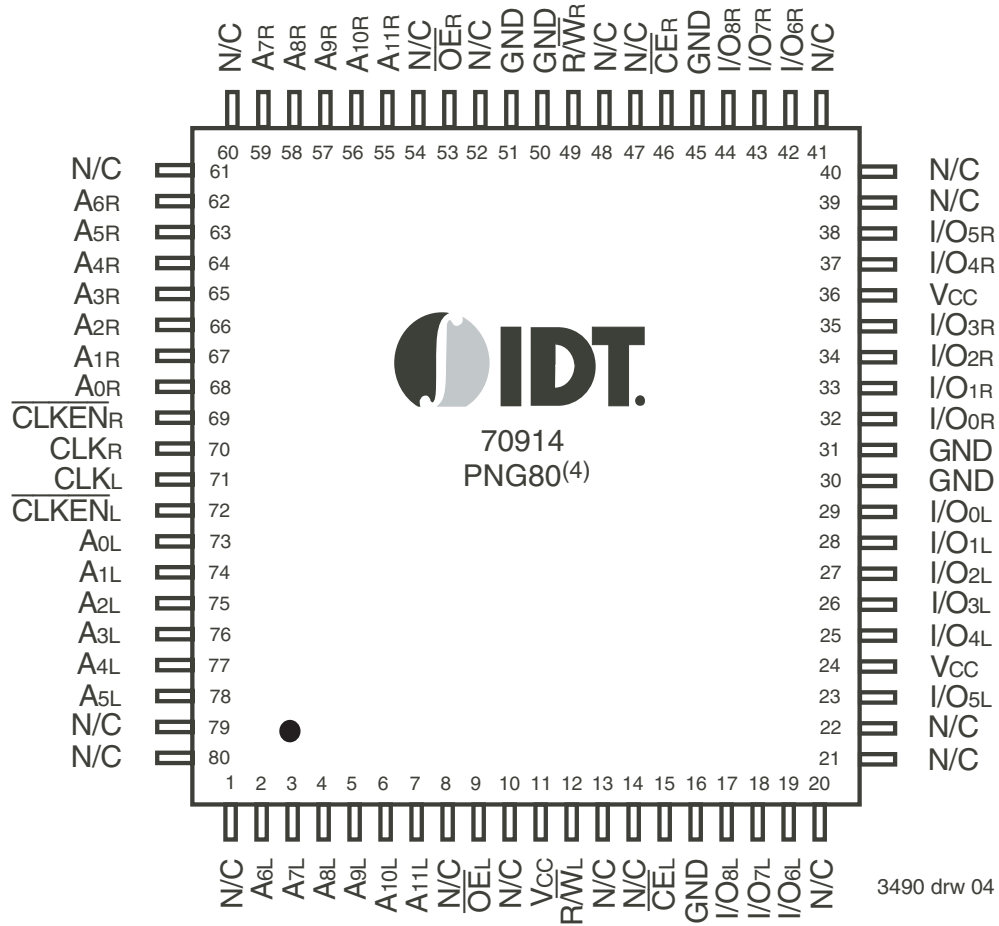 N/C A7R A8R A9R A10R A11R N/C OER N/C GND GND R/WR N/C N/C CER GND I/O8R I/O7R I/O6R N/C
60 59 58 57 56 55 54 53 52 51 50 49 48 47 46 45 44 43 42 41
N/C 61 40 N/C
A6R 62 39 N/C
A5R 63 38 I/O5R
A4R 64 37 I/O4R
A3R 65 36 VCC
A2R 66 35 I/O3R
A1R 67 34 I/O2R
A0R 68 33 I/O1R
CLKENR 69 32 I/O0R
CLKR 70 31 GND
CLKL 71 30 GND
CLKENL 72 29 I/O0L
A0L 73 28 I/O1L
A1L 74 27 I/O2L
A2L 75 26 I/O3L
A3L 76 25 I/O4L
A4L 77 24 VCC
A5L 78 23 I/O5L
N/C 79 22 N/C
N/C 80 21 N/C
IDT.
70914
PNG80(4)
1 2 3 4 5 6 7 8 9 10 11 12 13 14 15 16 17 18 19 20
N/C A6L A7L A8L A9L A10L A11L N/C OEL N/C VCC R/WL N/C N/C CEL GND I/O8L I/O7L I/O6L N/C
3490 drw 04